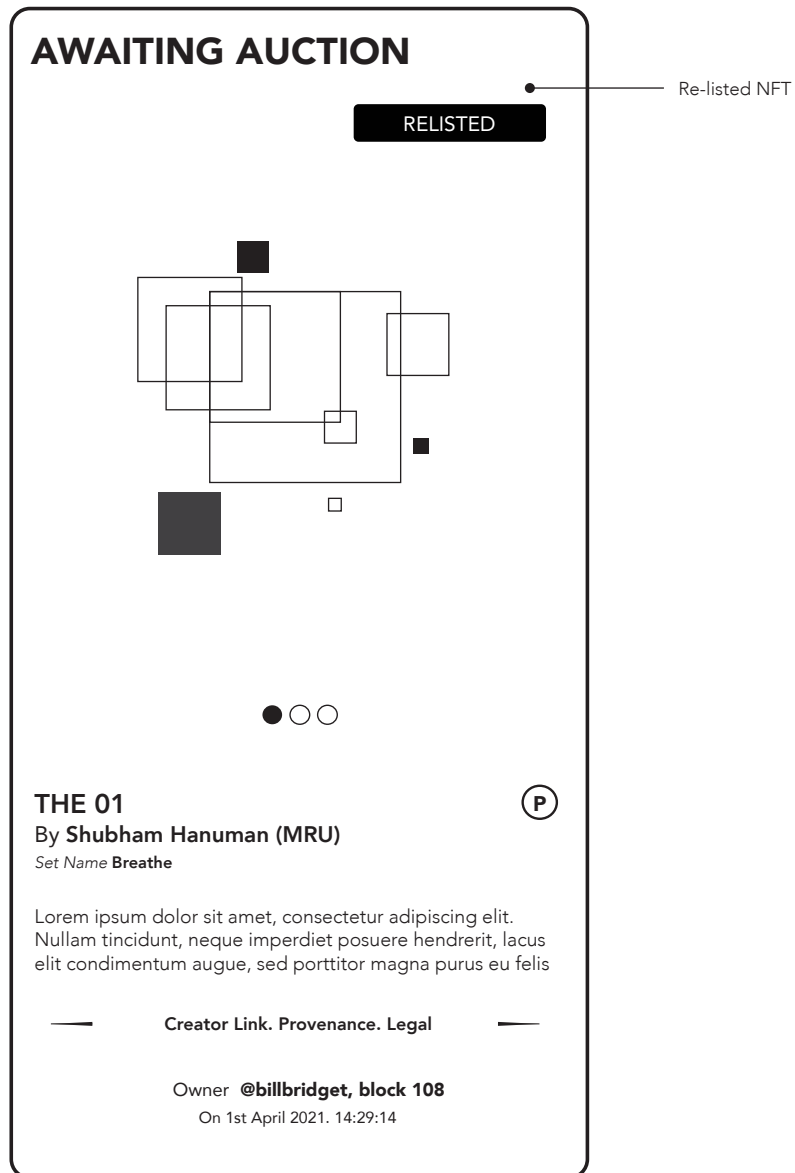 AWAITING AUCTION
Re-listed NFT
RELISTED
THE 01
P
By Shubham Hanuman (MRU)
Set Name Breathe
Lorem ipsum dolor sit amet, consectetur adipiscing elit.
Nullam tincidunt, neque imperdiet posuere hendrerit, lacus
elit condimentum augue, sed porttitor magna purus eu felis
Creator Link. Provenance. Legal
Owner @billbridget, block 108
On 1st April 2021. 14:29:14